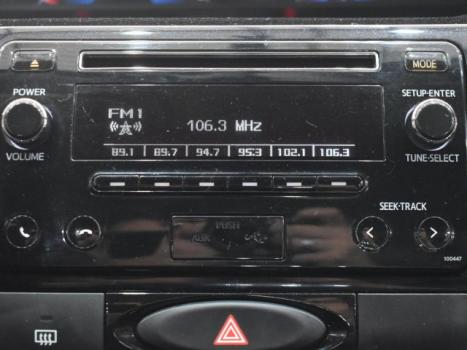 MODE
POWER
SETUP·ENTER
FM1
106.3 MHz
89.1 89.7 94.7 95.3 102.1 106.3
VOLUME
TUNE·SELECT
SEEK·TRACK
PUSH
AUX
100447